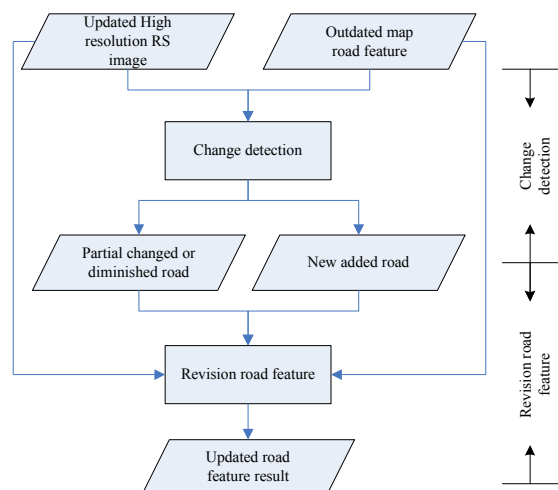 Updated High
resolution RS
image
Outdated map
road feature
Change detection
Change
detection
Partial changed or
diminished road
New added road
Revision road feature
Revision road
feature
Updated road
feature result